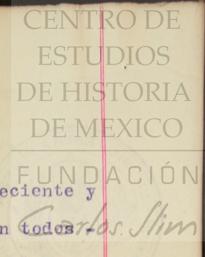 CENTRO DE
ESTUDIOS
DE HISTORIA
DE MEXICO
FUNDACIÓN
eciente y
Carlos Slim
n todos -